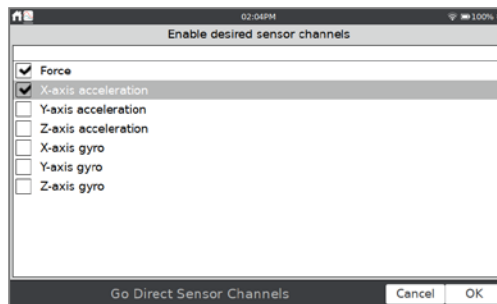 02:04PM
100%
Enable desired sensor channels
Force
X-axis acceleration
Y-axis acceleration
Z-axis acceleration
X-axis gyro
Y-axis gyro
Z-axis gyro
Go Direct Sensor Channels
Cancel
OK